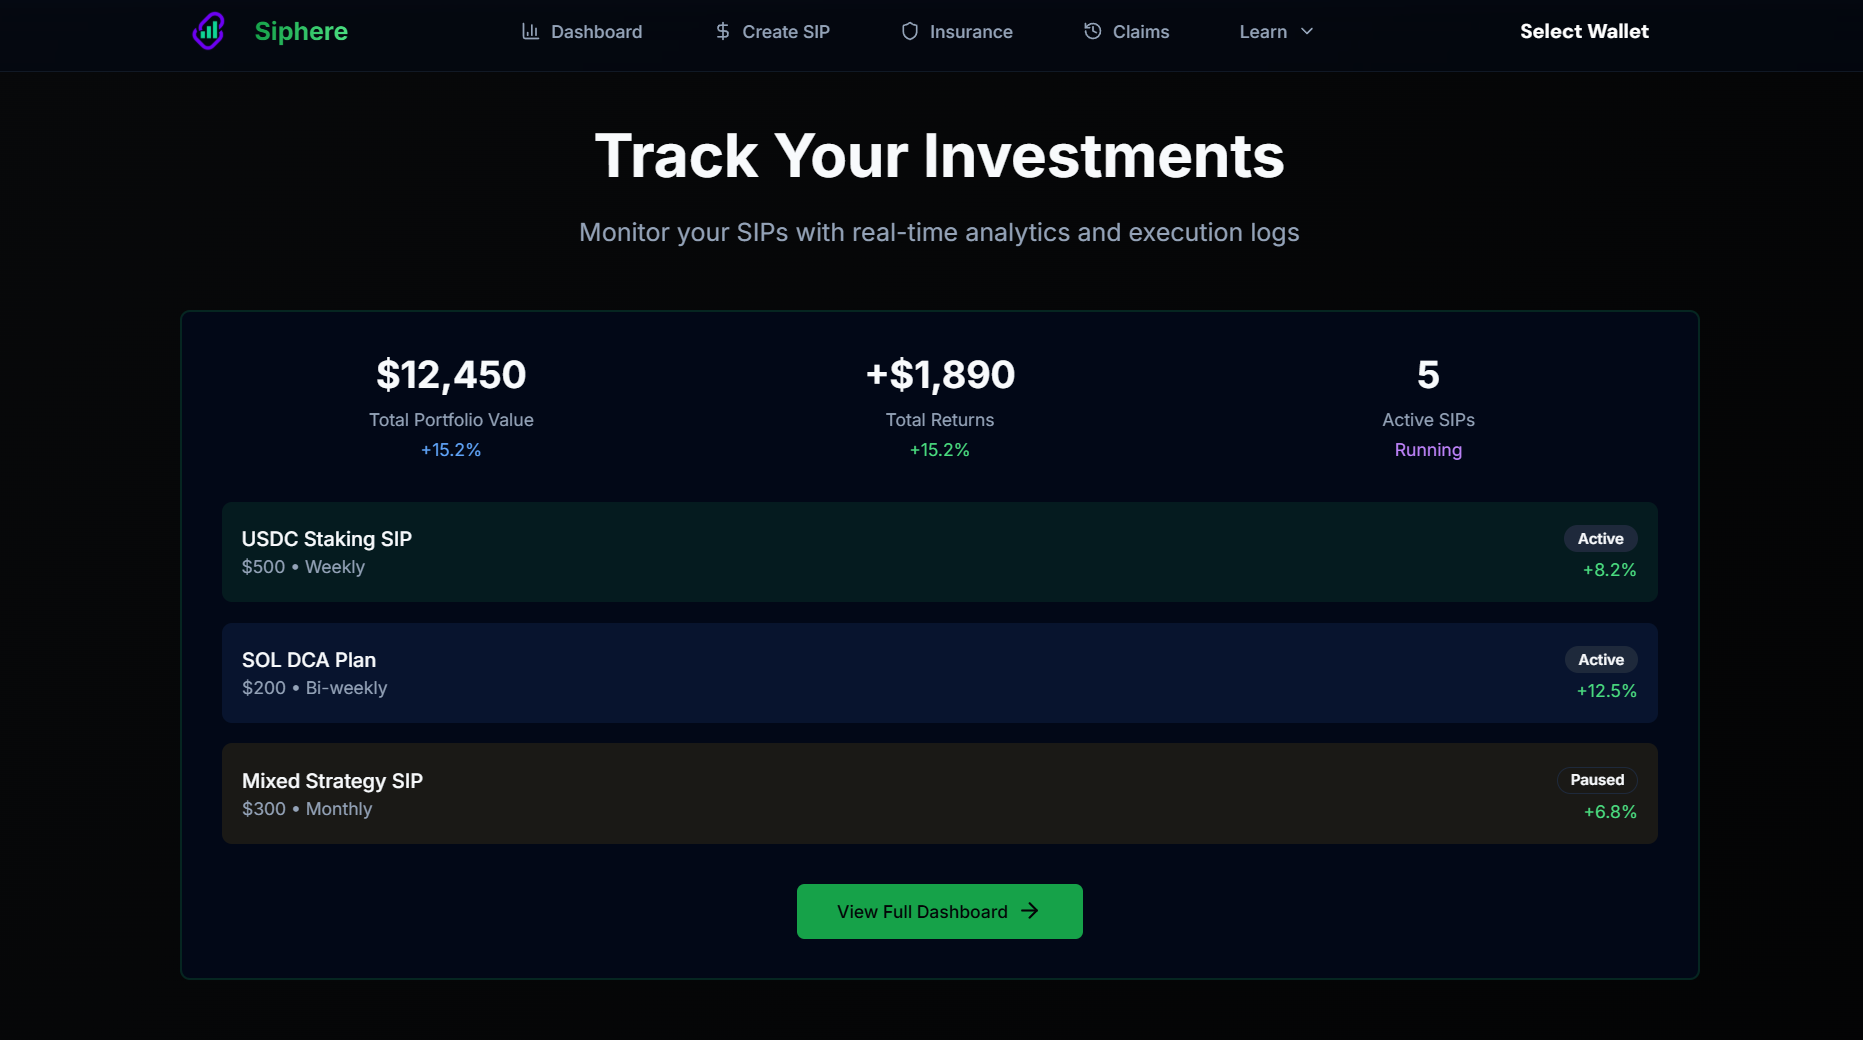 Siphere
Dashboard
Create SIP
Insurance
Claims
Learn
Select Wallet
Track Your Investments
Monitor your SIPs with real-time analytics and execution logs
$12,450
Total Portfolio Value
+15.2%
+$1,890
Total Returns
+15.2%
5
Active SIPs
Running
USDC Staking SIP
$500 • Weekly
Active
+8.2%
SOL DCA Plan
$200 • Bi-weekly
Active
+12.5%
Mixed Strategy SIP
$300 • Monthly
Paused
+6.8%
View Full Dashboard